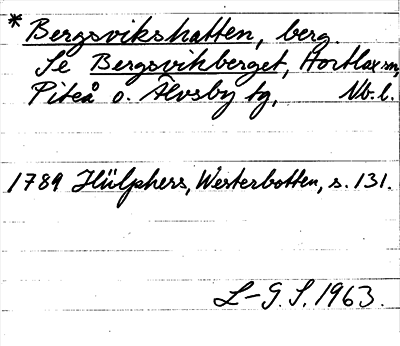 * Bergsvikshatten, berg.
Se Bergsvikberget, Hortlax sn,
Piteå o. Älvsby tg, Nb. l.
1789 Hülphers, Westerbotten, s. 131.
L-G. S. 1963.